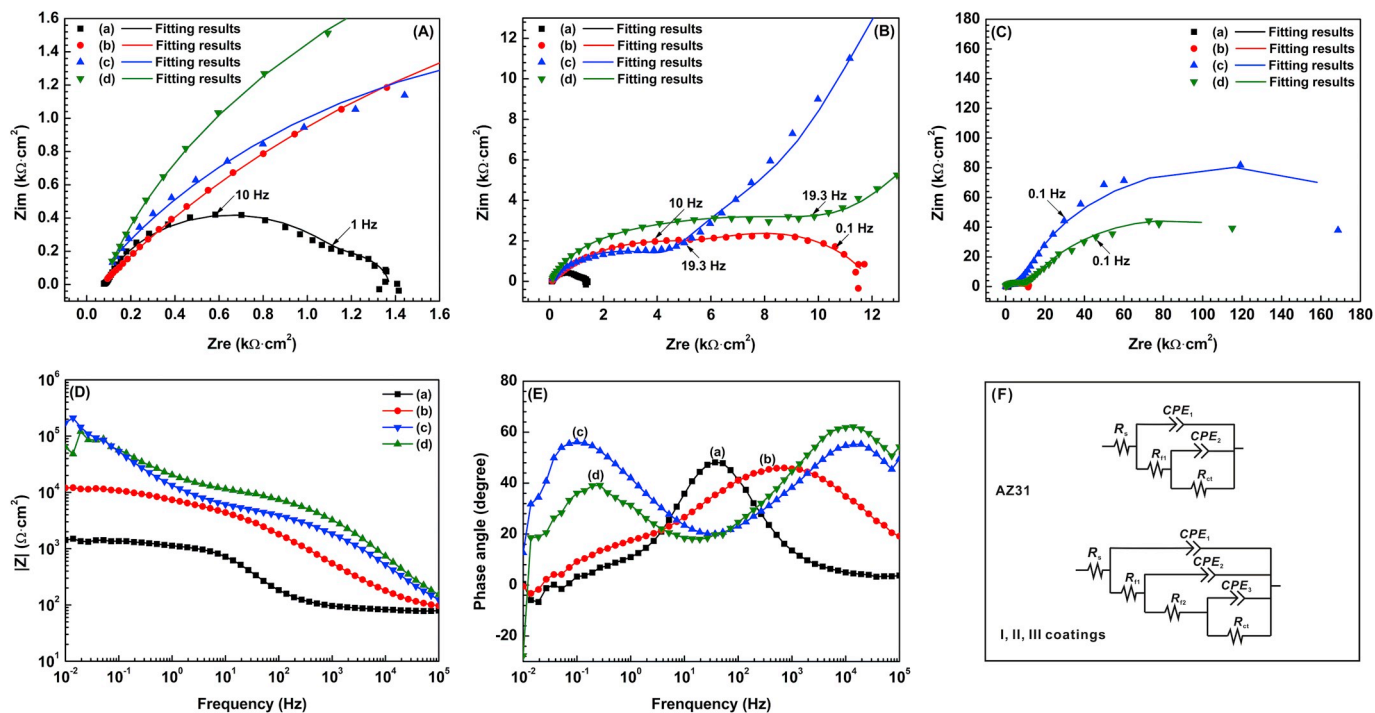 (A)
(a) Fitting results
(b) Fitting results
(c) Fitting results
(d) Fitting results
10 Hz
1 Hz
Zim (kΩ·cm²)
1.6
1.4
1.2
1.0
0.8
0.6
0.4
0.2
0.0
0.0 0.2 0.4 0.6 0.8 1.0 1.2 1.4 1.6
Zre (kΩ·cm²)
(B)
(a) Fitting results
(b) Fitting results
(c) Fitting results
(d) Fitting results
10 Hz
19.3 Hz
19.3 Hz
0.1 Hz
Zim (kΩ·cm²)
12
10
8
6
4
2
0
0 2 4 6 8 10 12
Zre (kΩ·cm²)
(C)
(a) Fitting results
(b) Fitting results
(c) Fitting results
(d) Fitting results
0.1 Hz
0.1 Hz
Zim (kΩ·cm²)
180
160
140
120
100
80
60
40
20
0
0 20 40 60 80 100 120 140 160 180
Zre (kΩ·cm²)
(D)
(a)
(b)
(c)
(d)
|Z| (Ω·cm²)
10⁶
10⁵
10⁴
10³
10²
10¹
10⁻² 10⁻¹ 10⁰ 10¹ 10² 10³ 10⁴ 10⁵
Frequency (Hz)
(E)
(c)
(a)
(b)
(d)
Phase angle (degree)
80
60
40
20
0
-20
10⁻² 10⁻¹ 10⁰ 10¹ 10² 10³ 10⁴ 10⁵
Frenquency (Hz)
(F)
CPE₁
Rs
CPE₂
Rf1
Rct
AZ31
CPE₁
Rs
CPE₂
Rf1
CPE₃
Rf2
Rct
I, II, III coatings